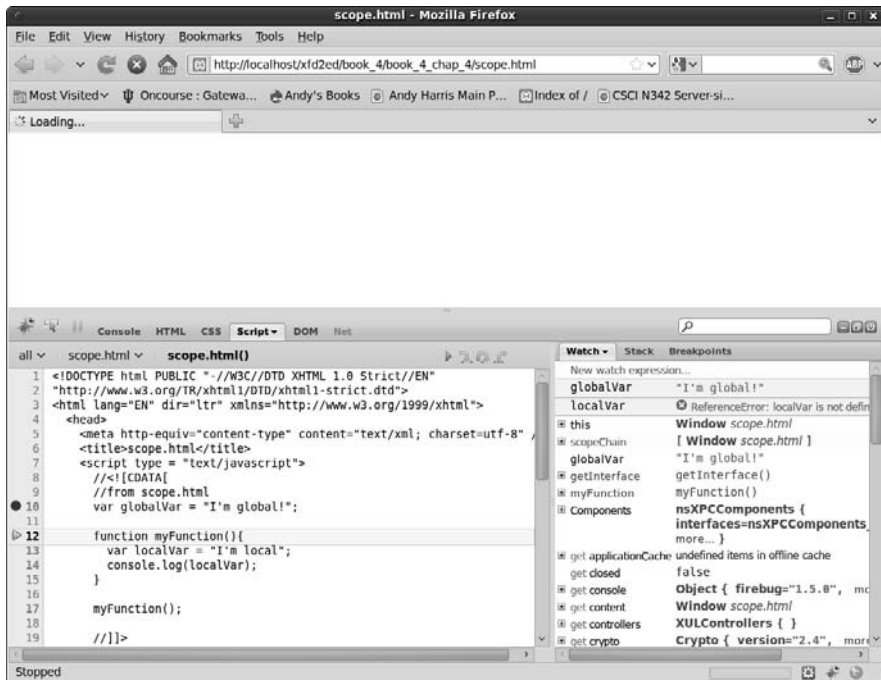 scope.html - Mozilla Firefox
File Edit View History Bookmarks Tools Help
http://localhost/xfd2ed/book_4/book_4_chap_4/scope.html
ABP
Most Visited Oncourse : Gatewa... Andy's Books Andy Harris Main P... Index of / CSCI N342 Server-si...
Loading...
Console HTML CSS Script DOM Net
all scope.html scope.html()
Watch Stack Breakpoints
1 <!DOCTYPE html PUBLIC "-//W3C//DTD XHTML 1.0 Strict//EN"
2 "http://www.w3.org/TR/xhtml1/DTD/xhtml1-strict.dtd">
3 <html lang="EN" dir="ltr" xmlns="http://www.w3.org/1999/xhtml">
4 <head>
5 <meta http-equiv="content-type" content="text/xml; charset=utf-8" /
6 <title>scope.html</title>
7 <script type = "text/javascript">
8 //<![CDATA[
9 //from scope.html
10 var globalVar = "I'm global!";
11
12 function myFunction(){
13 var localVar = "I'm local";
14 console.log(localVar);
15 }
16
17 myFunction();
18
19 //]]>
New watch expression...
globalVar "I'm global!"
localVar ReferenceError: localVar is not defin
this Window scope.html
scopeChain [ Window scope.html ]
globalVar "I'm global!"
getInterface getInterface()
myFunction myFunction()
Components nsXPCComponents {
interfaces=nsXPCComponents_
more... }
get applicationCache undefined items in offline cache
get closed false
get console Object { firebug="1.5.0", mo
get content Window scope.html
get controllers XULControllers { }
get crypto Crypto { version="2.4", more
Stopped